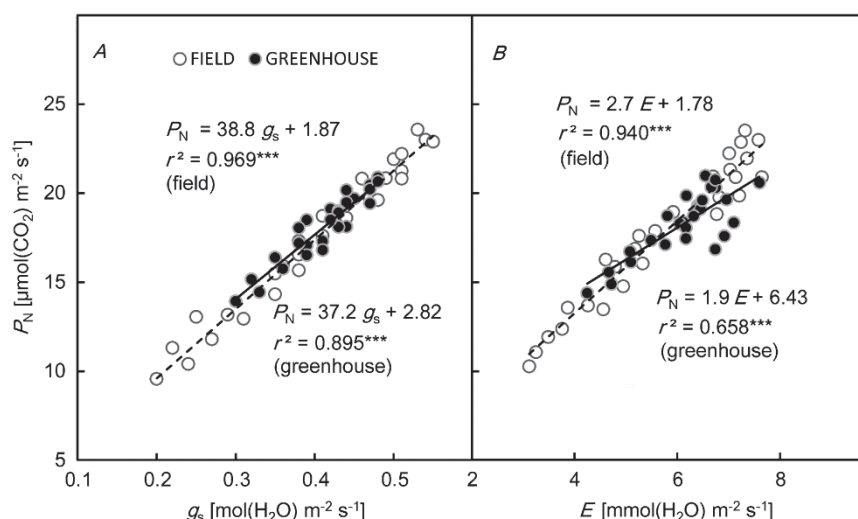 A
○ FIELD ● GREENHOUSE
P_N = 38.8 g_s + 1.87
r² = 0.969***
(field)
P_N = 37.2 g_s + 2.82
r² = 0.895***
(greenhouse)
B
P_N = 2.7 E + 1.78
r² = 0.940***
(field)
P_N = 1.9 E + 6.43
r² = 0.658***
(greenhouse)
P_N [µmol(CO₂) m⁻² s⁻¹]
25
20
15
10
5
0.1 0.2 0.3 0.4 0.5
2 4 6 8
g_s [mol(H₂O) m⁻² s⁻¹]
E [mmol(H₂O) m⁻² s⁻¹]